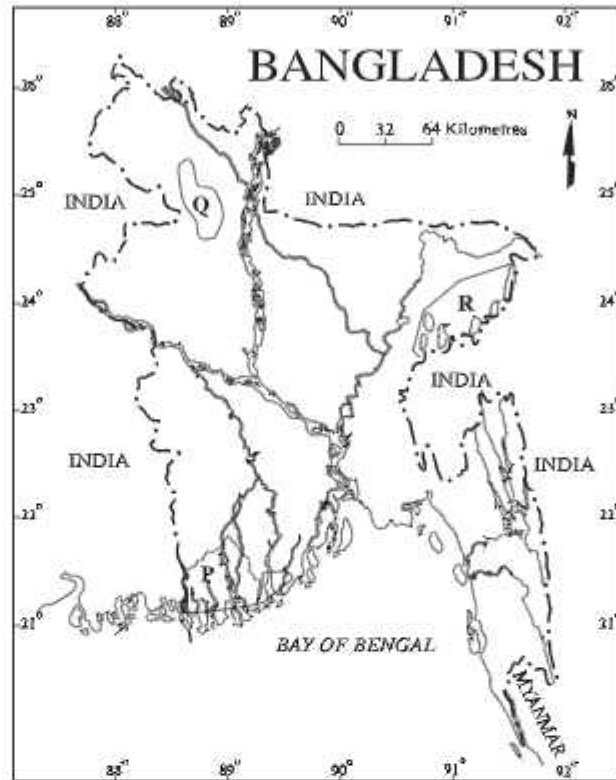 88° 89° 90° 91° 92°
BANGLADESH
26° 26°
0 32 64 Kilometres
N
25° 25°
INDIA Q INDIA
24° 24°
R
INDIA
23° 23°
INDIA INDIA
22° 22°
P
21° 21°
BAY OF BENGAL
MYANMAR
88° 89° 90° 91° 92°